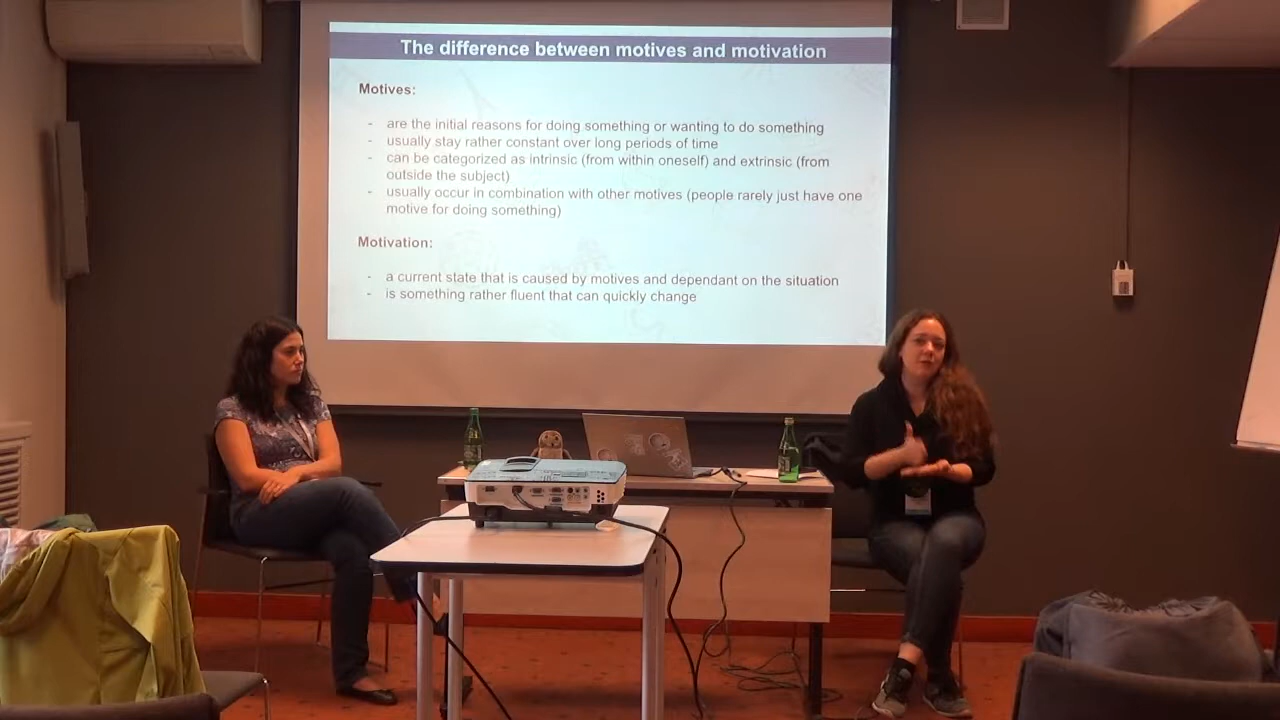 The difference between motives and motivation
Motives:
- are the initial reasons for doing something or wanting to do something
- usually stay rather constant over long periods of time
- can be categorized as intrinsic (from within oneself) and extrinsic (from
outside the subject)
- usually occur in combination with other motives (people rarely just have one
motive for doing something)
Motivation:
- a current state that is caused by motives and dependant on the situation
- is something rather fluent that can quickly change